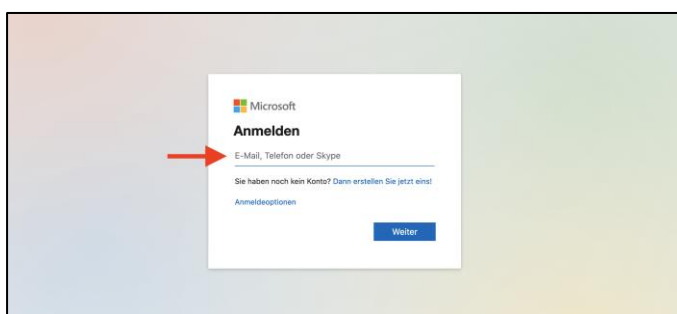 Microsoft
Anmelden
E-Mail, Telefon oder Skype
Sie haben noch kein Konto? Dann erstellen Sie jetzt eins!
Anmeldeoptionen
Weiter